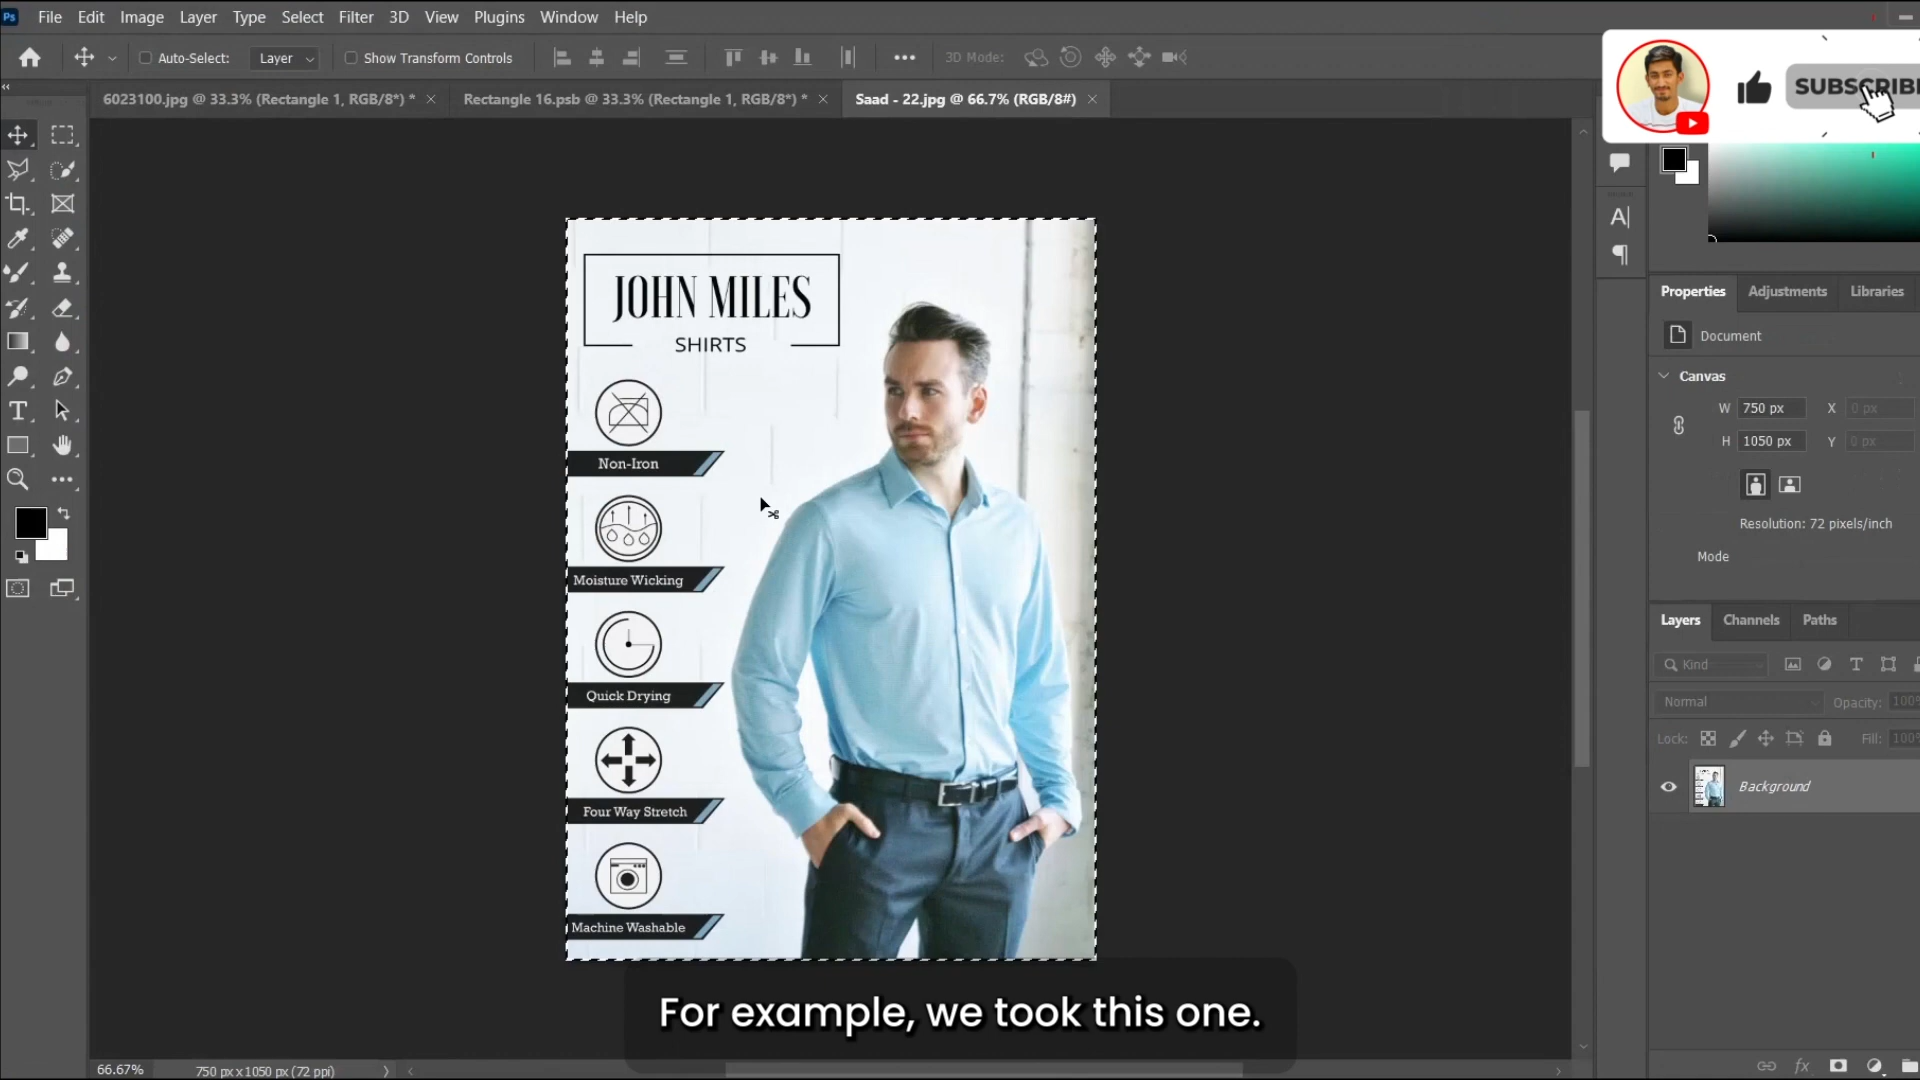 Ps File Edit Image Layer Type Select Filter 3D View Plugins Window Help
Auto-Select: Layer Show Transform Controls 3D Mode:
SUBSCRIBE
6023100.jpg @ 33.3% (Rectangle 1, RGB/8*) *
Rectangle 16.psb @ 33.3% (Rectangle 1, RGB/8*) *
Saad - 22.jpg @ 66.7% (RGB/8#)
JOHN MILES
SHIRTS
Non-Iron
Moisture Wicking
Quick Drying
Four Way Stretch
Machine Washable
Properties Adjustments Libraries
Document
Canvas
W 750 px X 0 px
H 1050 px Y 0 px
Resolution: 72 pixels/inch
Mode
Layers Channels Paths
Kind
Normal Opacity: 100%
Lock: Fill: 100%
Background
For example, we took this one.
66.67% 750 px x 1050 px (72 ppi)